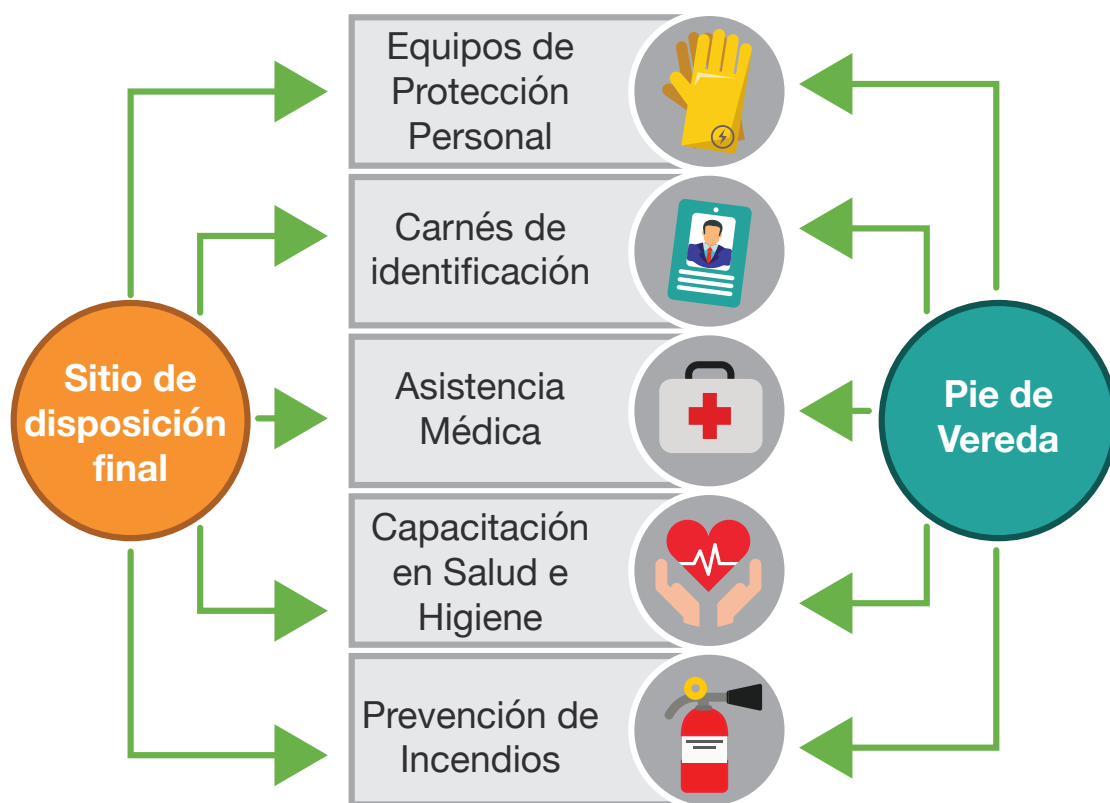 Equipos de
Protección
Personal
Carnés de
identificación
Sitio de
disposición
final
Asistencia
Médica
Pie de
Vereda
Capacitación
en Salud e
Higiene
Prevención de
Incendios